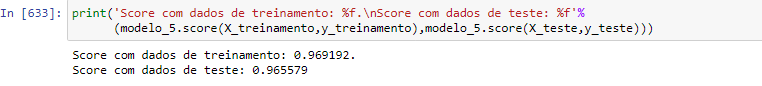 In [633]: print('Score com dados de treinamento: %f.\nScore com dados de teste: %f'%
(modelo_5.score(X_treinamento,y_treinamento),modelo_5.score(X_teste,y_teste)))
Score com dados de treinamento: 0.969192.
Score com dados de teste: 0.965579